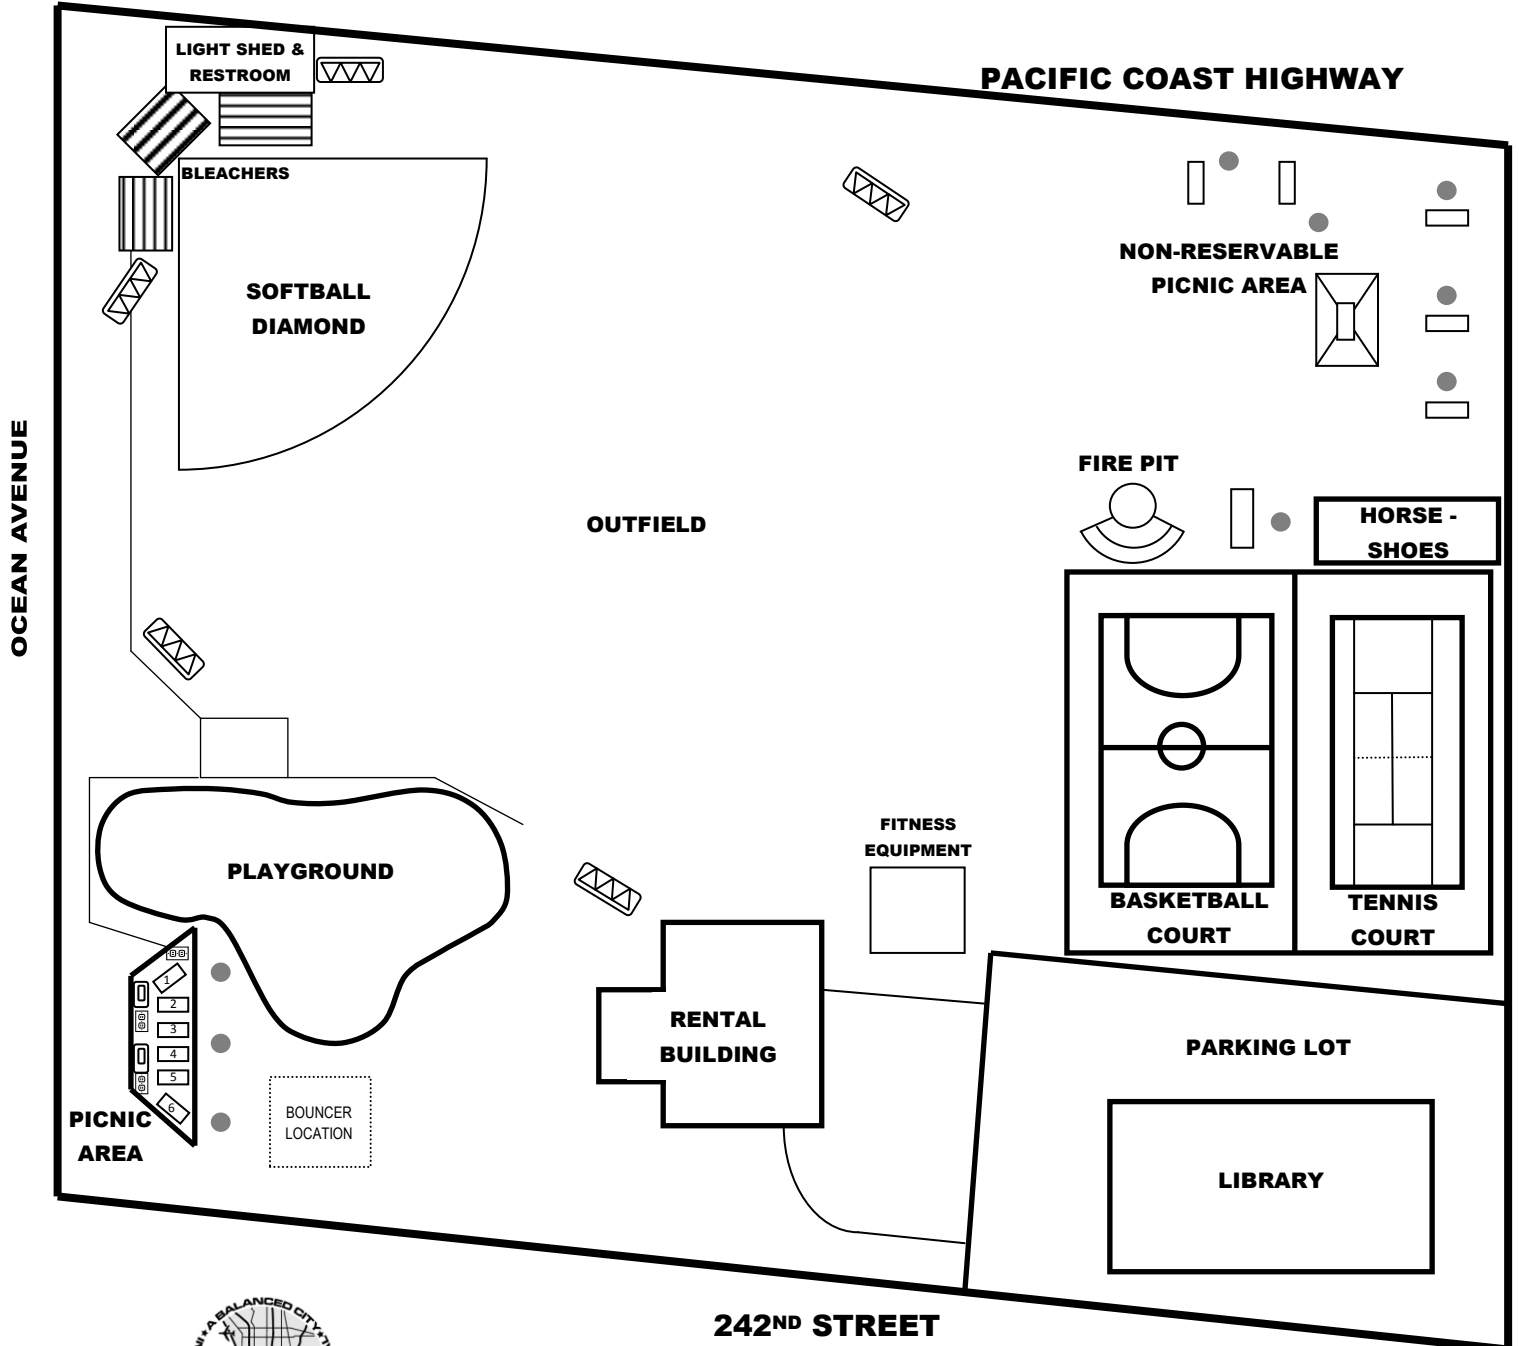 LIGHT SHED &
RESTROOM
PACIFIC COAST HIGHWAY
BLEACHERS
NON-RESERVABLE
PICNIC AREA
SOFTBALL
DIAMOND
OCEAN AVENUE
FIRE PIT
OUTFIELD
HORSE -
SHOES
FITNESS
EQUIPMENT
PLAYGROUND
BASKETBALL
COURT
TENNIS
COURT
1
2
3
4
5
6
RENTAL
BUILDING
PARKING LOT
BOUNCER
LOCATION
PICNIC
AREA
LIBRARY
242ND STREET
A BALANCED CITY